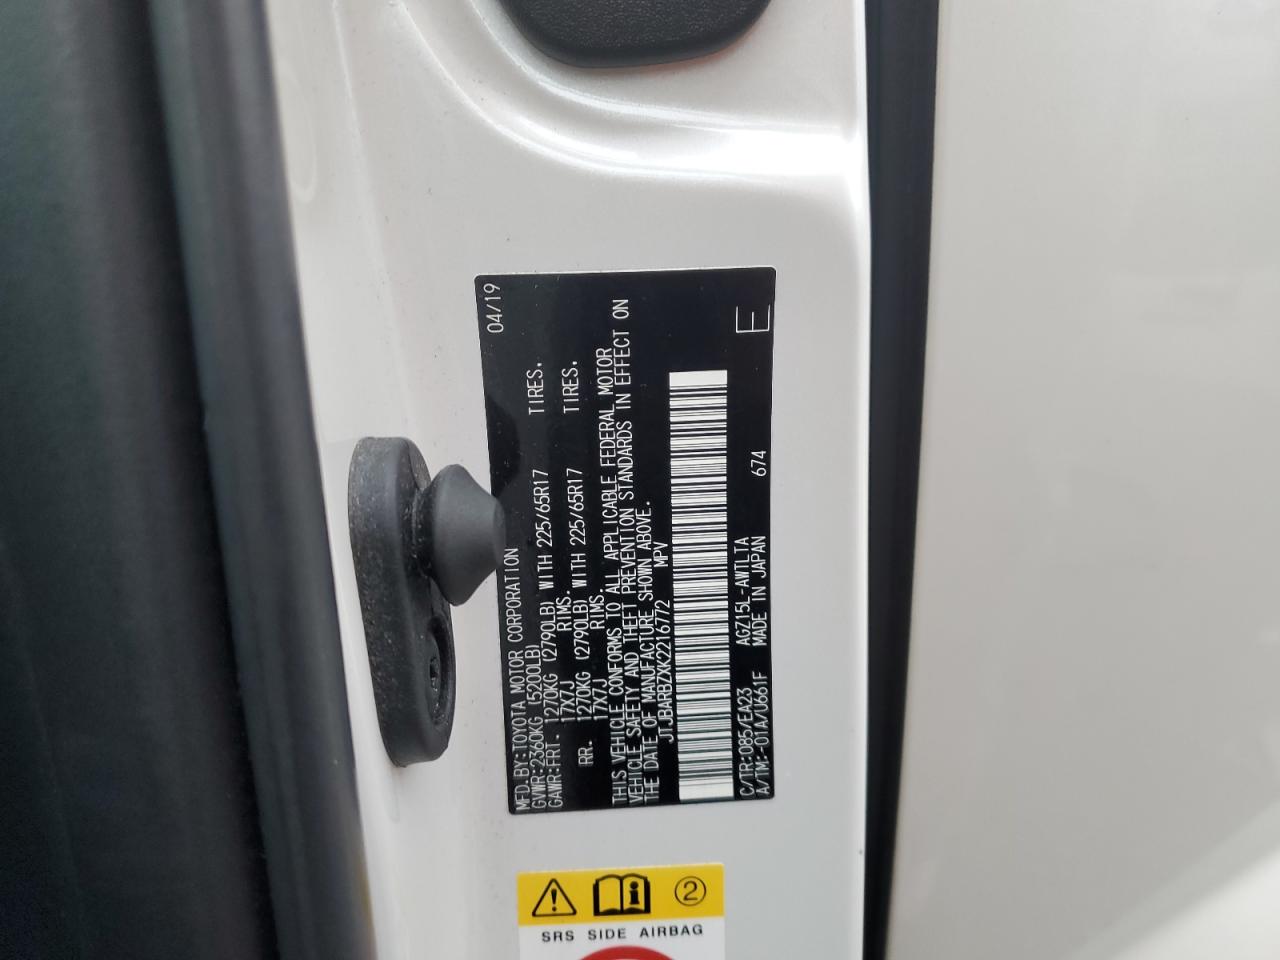 MFD.BY:TOYOTA MOTOR CORPORATION 04/19
GVWR:2360KG (5200LB)
GAWR:FRT. 1270KG (2790LB) WITH 225/65R17 TIRES.
17X7J RIMS.
RR. 1270KG (2790LB) WITH 225/65R17 TIRES.
17X7J RIMS.
THIS VEHICLE CONFORMS TO ALL APPLICABLE FEDERAL MOTOR
VEHICLE SAFETY AND THEFT PREVENTION STANDARDS IN EFFECT ON
THE DATE OF MANUFACTURE SHOWN ABOVE.
JTJBARBZXK2216772 MPV
C/TR:085/EA23 AGZ15L-AWTLTA E
A/TM:-01A/U661F MADE IN JAPAN 674
2
SRS SIDE AIRBAG